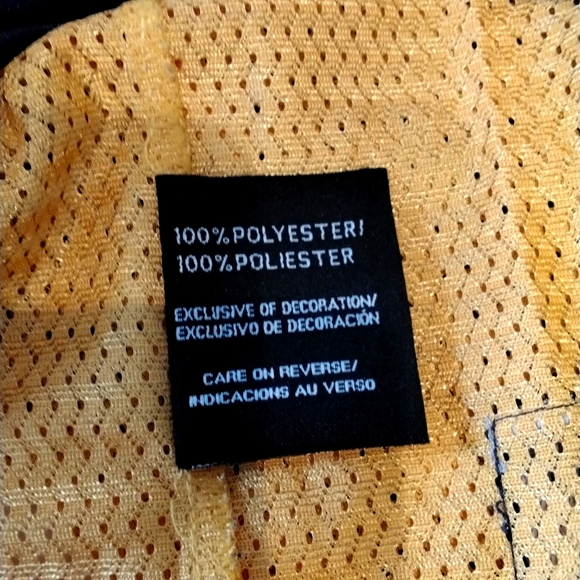 100%POLYESTER/
100%POLIESTER
EXCLUSIVE OF DECORATION/
EXCLUSIVO DE DECORACIÓN
CARE ON REVERSE/
INDICACIONS AU VERSO